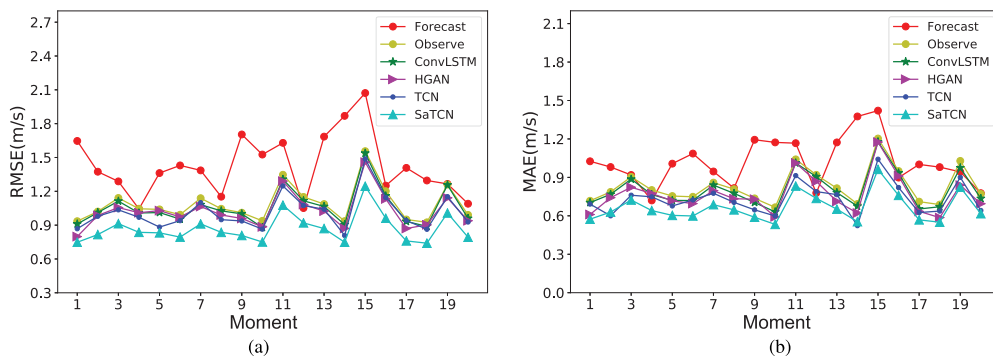 2.7
2.4
2.1
1.8
1.5
1.2
0.9
0.6
0.3
RMSE(m/s)
Forecast
Observe
ConvLSTM
HGAN
TCN
SaTCN
1 3 5 7 9 11 13 15 17 19
Moment
(a)
2.1
1.8
1.5
1.2
0.9
0.6
0.3
0.0
MAE(m/s)
Forecast
Observe
ConvLSTM
HGAN
TCN
SaTCN
1 3 5 7 9 11 13 15 17 19
Moment
(b)